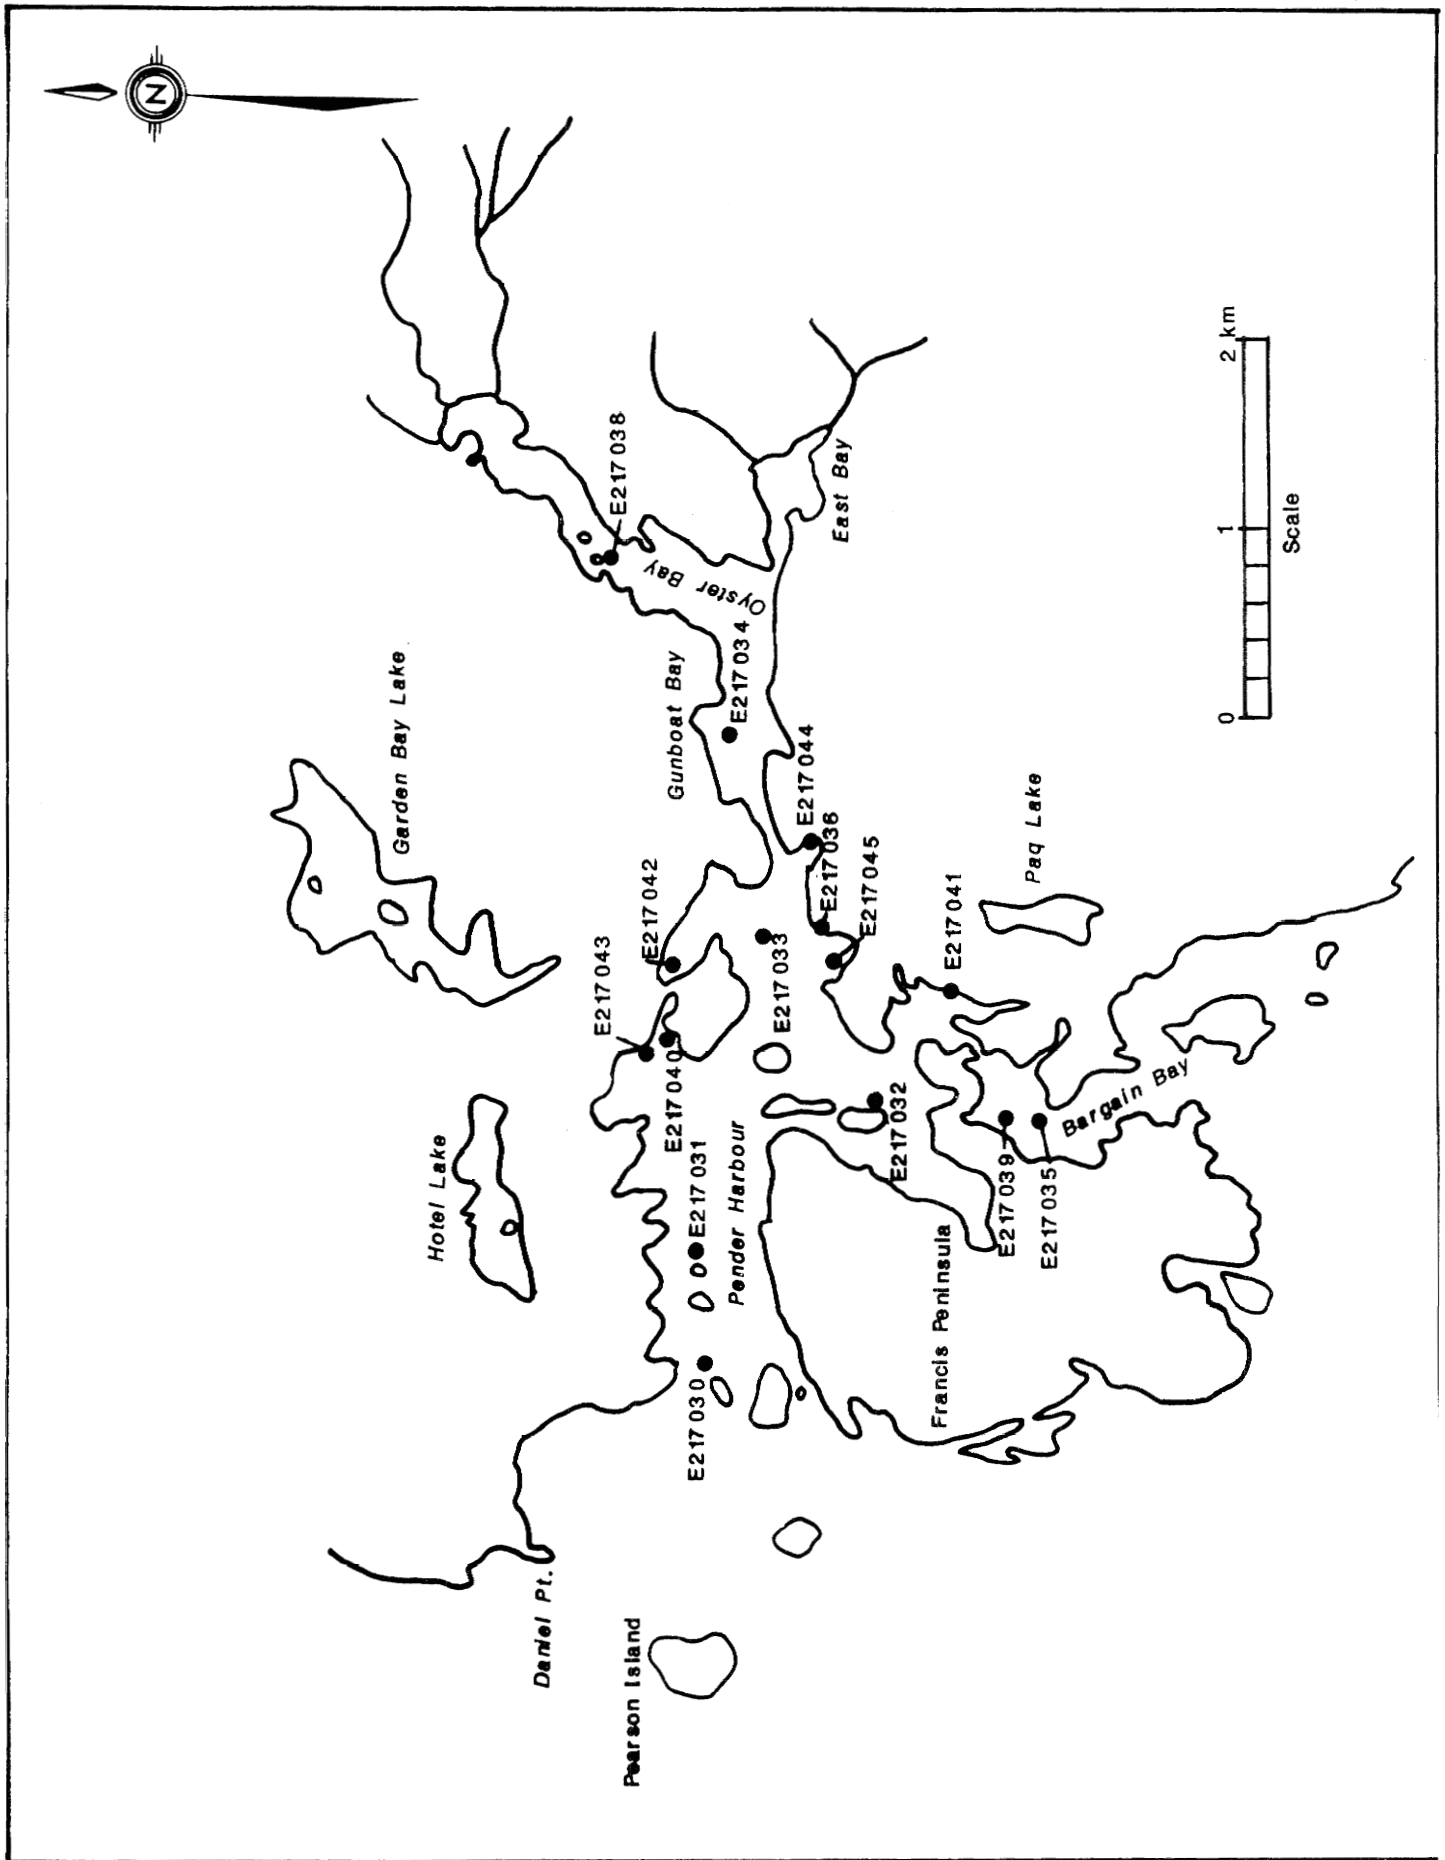 N
Garden Bay Lake
Hotel Lake
Daniel Pt.
Pearson Island
E217038
Oyster Bay
Gunboat Bay
E217034
East Bay
E217042
E217043
E217040
E217031
Pender Harbour
E217030
E217033
E217044
E217036
E217045
E217041
Paq Lake
E217032
E217039
E217035
Bargain Bay
Francis Peninsula
0
1
2 km
Scale